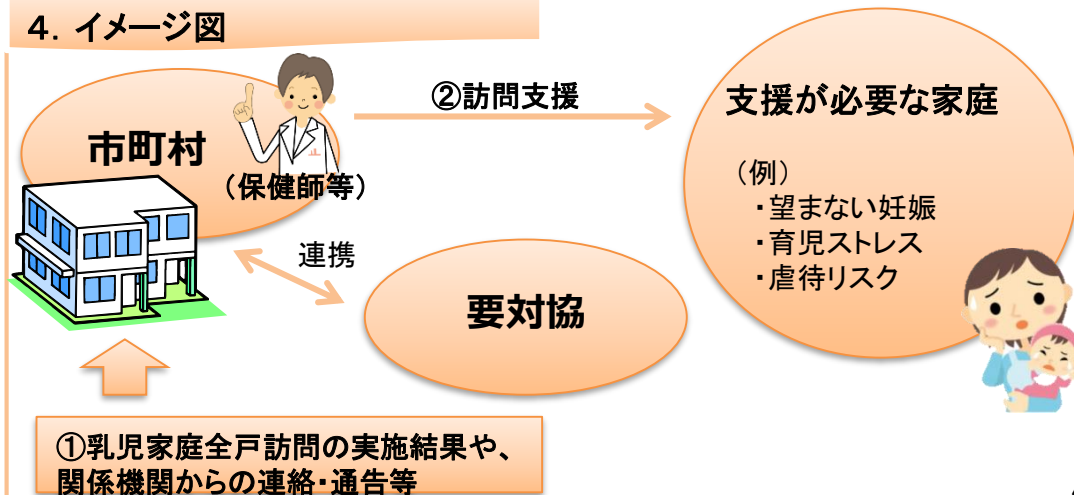 ４．イメージ図
市町村
（保健師等）
②訪問支援
支援が必要な家庭
（例）
・望まない妊娠
・育児ストレス
・虐待リスク
連携
要対協
①乳児家庭全戸訪問の実施結果や、
関係機関からの連絡・通告等